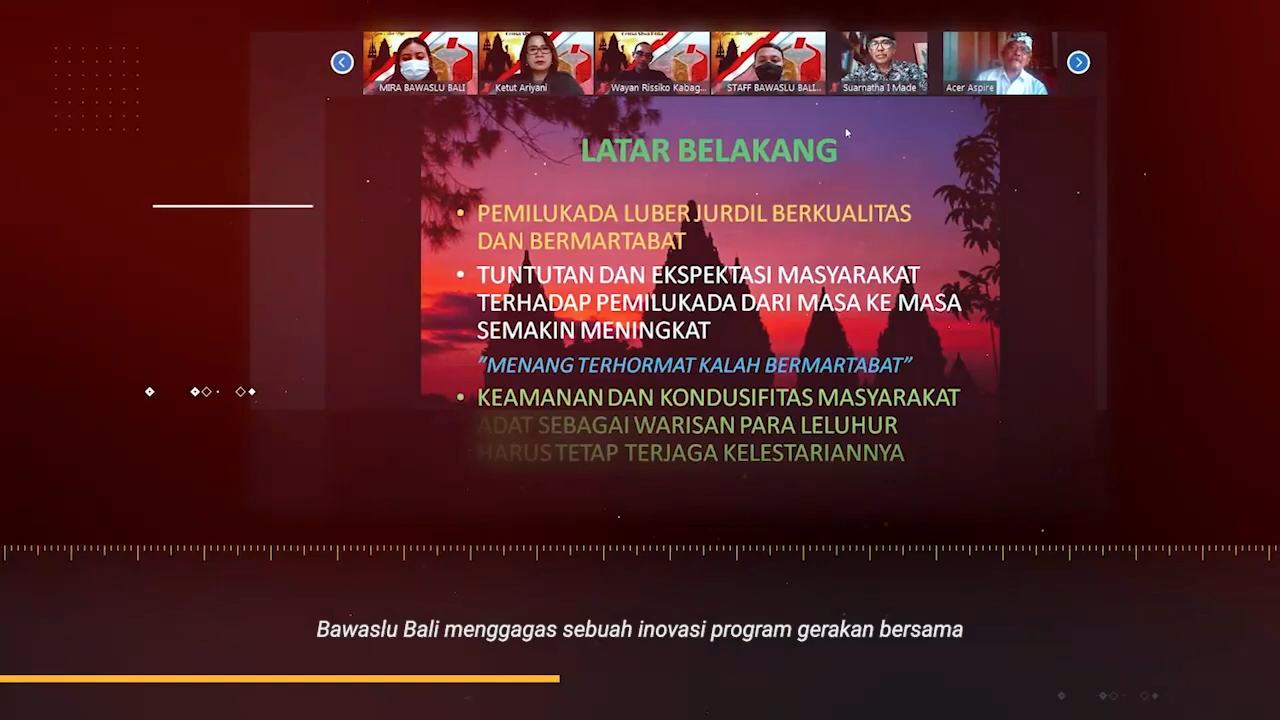 MIRA BAWASLU BALI
Ketut Ariyani
Wayan Rissiko Kabag...
STAFF BAWASLU BALI...
Suarnatha I Made
Acer Aspire
LATAR BELAKANG
• PEMILUKADA LUBER JURDIL BERKUALITAS
DAN BERMARTABAT
• TUNTUTAN DAN EKSPEKTASI MASYARAKAT
TERHADAP PEMILUKADA DARI MASA KE MASA
SEMAKIN MENINGKAT
"MENANG TERHORMAT KALAH BERMARTABAT"
• KEAMANAN DAN KONDUSIFITAS MASYARAKAT
ADAT SEBAGAI WARISAN PARA LELUHUR
HARUS TETAP TERJAGA KELESTARIANNYA
Bawaslu Bali menggagas sebuah inovasi program gerakan bersama